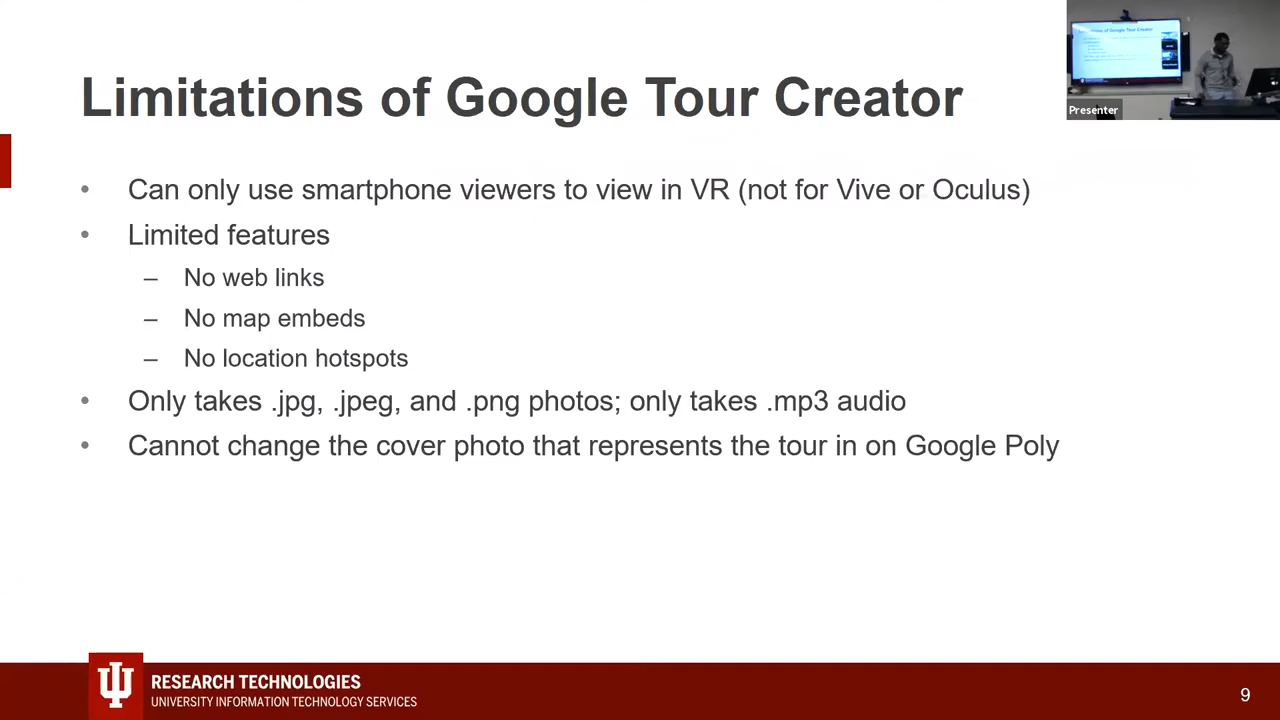 Limitations of Google Tour Creator
Presenter
• Can only use smartphone viewers to view in VR (not for Vive or Oculus)
• Limited features
– No web links
– No map embeds
– No location hotspots
• Only takes .jpg, .jpeg, and .png photos; only takes .mp3 audio
• Cannot change the cover photo that represents the tour in on Google Poly
RESEARCH TECHNOLOGIES
UNIVERSITY INFORMATION TECHNOLOGY SERVICES
9